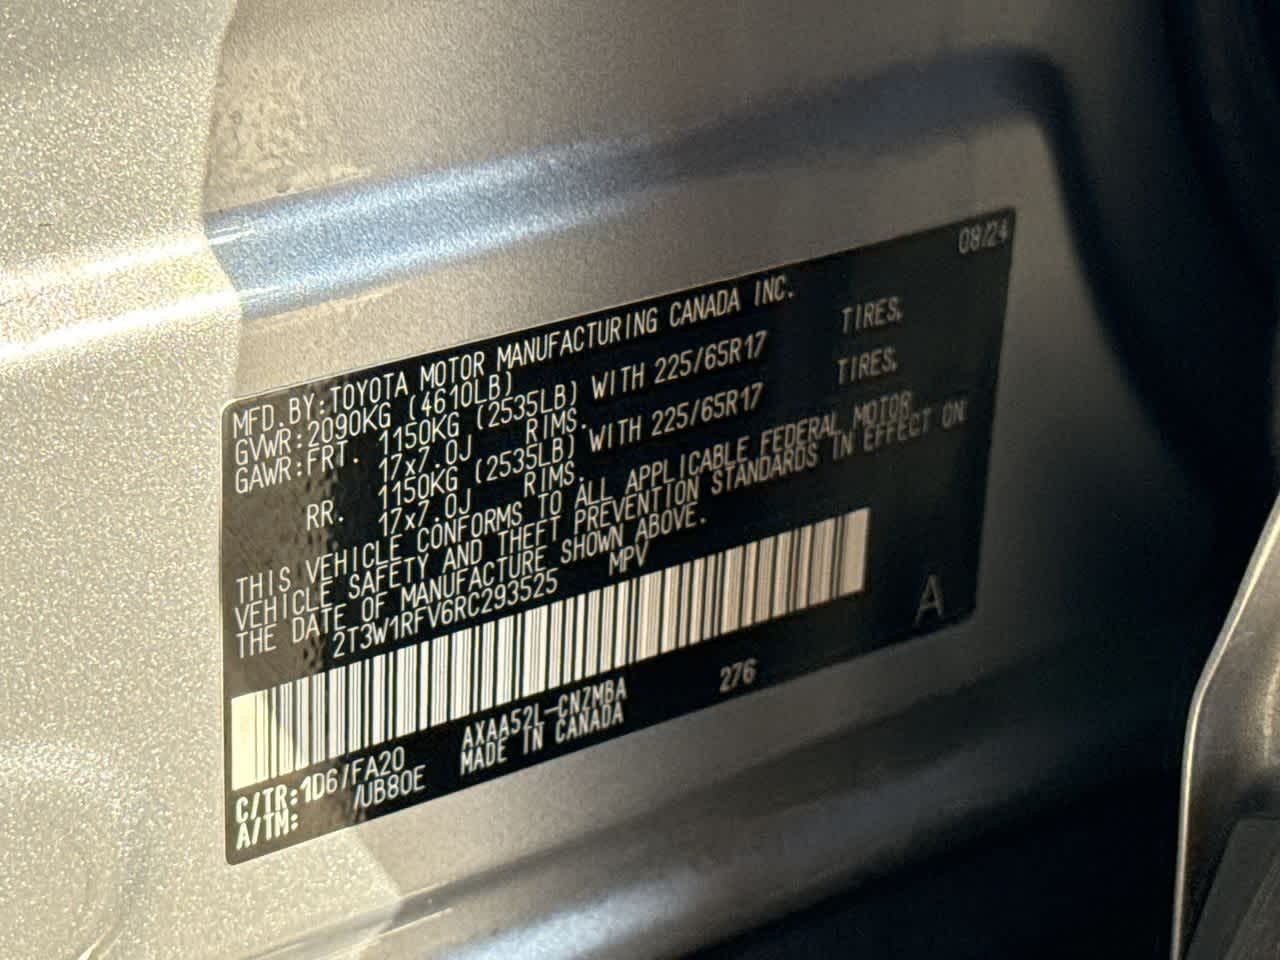 08/24
MFD.BY:TOYOTA MOTOR MANUFACTURING CANADA INC.
GVWR:2090KG (4610LB)
GAWR:FRT. 1150KG (2535LB) WITH 225/65R17 TIRES,
17x7.0J RIMS.
RR. 1150KG (2535LB) WITH 225/65R17 TIRES,
17x7.0J RIMS.
THIS VEHICLE CONFORMS TO ALL APPLICABLE FEDERAL MOTOR
VEHICLE SAFETY AND THEFT PREVENTION STANDARDS IN EFFECT ON
THE DATE OF MANUFACTURE SHOWN ABOVE.
2T3W1RFV6RC293525 MPV
A
C/TR:1D6/FA20 AXAA52L-CNZMBA 276
A/TM: /UB80E MADE IN CANADA